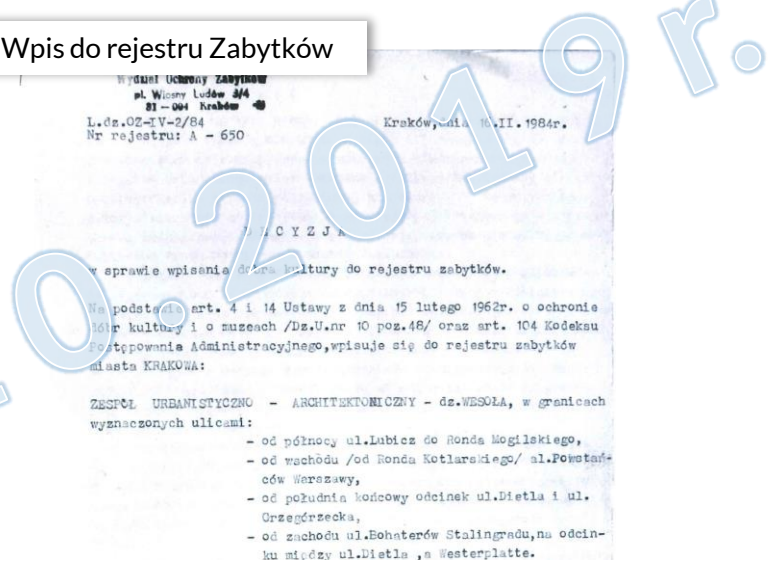 Wpis do rejestru Zabytków
Wydział Ochrony Zabytków
pl. Wiosny Ludów 3/4
31-004 Kraków
L.dz.OZ-IV-2/84 Kraków,dnia 16.II.1984r.
Nr rejestru: A - 650
DECYZJA
w sprawie wpisania dobra kultury do rejestru zabytków.
Na podstawie art. 4 i 14 Ustawy z dnia 15 lutego 1962r. o ochronie
dóbr kultury i o muzeach /Dz.U.nr 10 poz.48/ oraz art. 104 Kodeksu
Postępowania Administracyjnego,wpisuje się do rejestru zabytków
miasta KRAKOWA:
ZESPÓŁ URBANISTYCZNO - ARCHITEKTONICZNY - dz.WESOŁA, w granicach
wyznaczonych ulicami:
- od północy ul.Lubicz do Ronda Mogilskiego,
- od wschodu /od Ronda Kotlarskiego/ al.Powstań-
ców Warszawy,
- od południa końcowy odcinek ul.Dietla i ul.
Grzegórzecka,
- od zachodu ul.Bohaterów Stalingradu,na odcin-
ku między ul.Dietla ,a Westerplatte.
0.2019r.